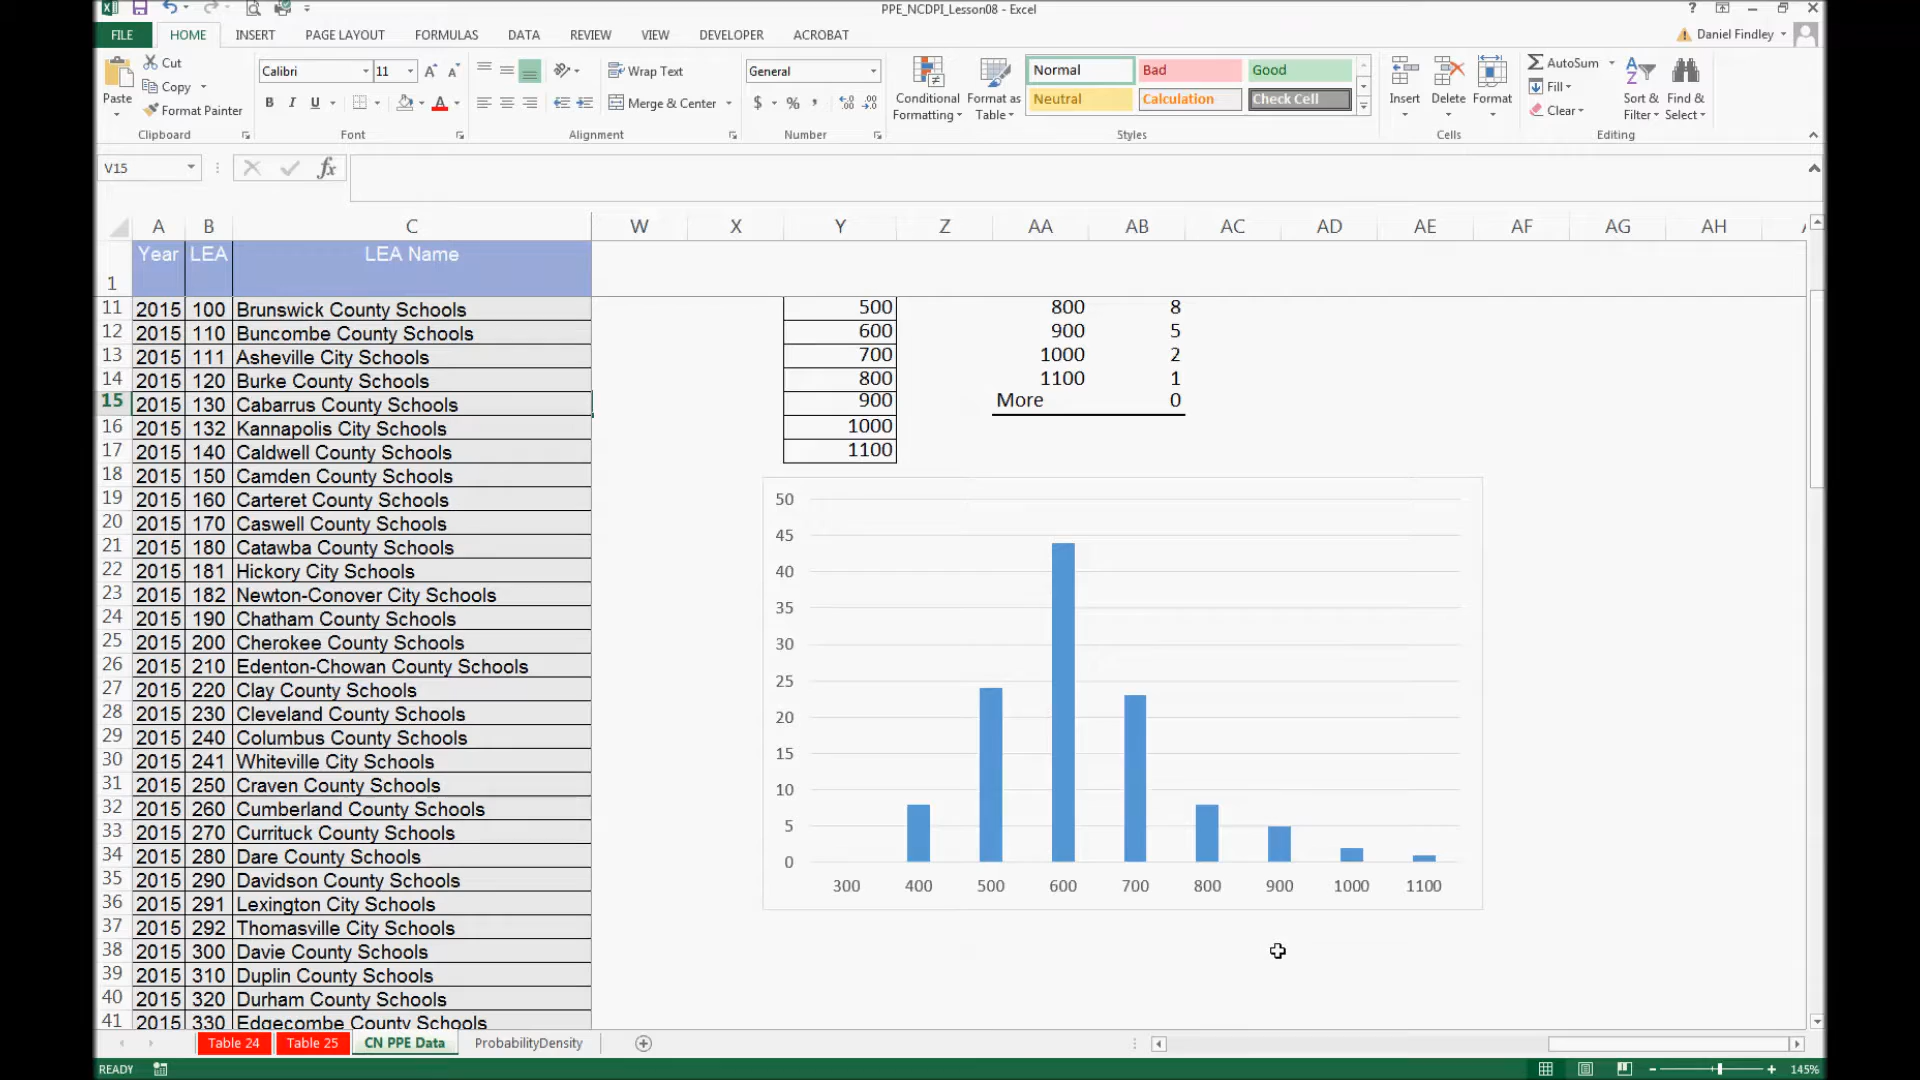 PPE_NCDPI_Lesson08 - Excel
?
FILE HOME INSERT PAGE LAYOUT FORMULAS DATA REVIEW VIEW DEVELOPER ACROBAT Daniel Findley
Paste Cut Copy Format Painter Clipboard
Calibri 11 A A B I U A Font
Wrap Text Merge & Center Alignment
General $ % , Number
Conditional Formatting Format as Table
Normal Bad Good
Neutral Calculation Check Cell
Styles
Insert Delete Format Cells
AutoSum Fill Clear Sort & Filter Find & Select Editing
V15 fx
A B C W X Y Z AA AB AC AD AE AF AG AH
1 Year LEA LEA Name
11 2015 100 Brunswick County Schools 500 800 8
12 2015 110 Buncombe County Schools 600 900 5
13 2015 111 Asheville City Schools 700 1000 2
14 2015 120 Burke County Schools 800 1100 1
15 2015 130 Cabarrus County Schools 900 More 0
16 2015 132 Kannapolis City Schools 1000
17 2015 140 Caldwell County Schools 1100
18 2015 150 Camden County Schools
19 2015 160 Carteret County Schools
20 2015 170 Caswell County Schools
21 2015 180 Catawba County Schools
22 2015 181 Hickory City Schools
23 2015 182 Newton-Conover City Schools
24 2015 190 Chatham County Schools
25 2015 200 Cherokee County Schools
26 2015 210 Edenton-Chowan County Schools
27 2015 220 Clay County Schools
28 2015 230 Cleveland County Schools
29 2015 240 Columbus County Schools
30 2015 241 Whiteville City Schools
31 2015 250 Craven County Schools
32 2015 260 Cumberland County Schools
33 2015 270 Currituck County Schools
34 2015 280 Dare County Schools
35 2015 290 Davidson County Schools
36 2015 291 Lexington City Schools
37 2015 292 Thomasville City Schools
38 2015 300 Davie County Schools
39 2015 310 Duplin County Schools
40 2015 320 Durham County Schools
41 2015 330 Edgecombe County Schools
50
45
40
35
30
25
20
15
10
5
0
300 400 500 600 700 800 900 1000 1100
Table 24 Table 25 CN PPE Data ProbabilityDensity
READY 145%